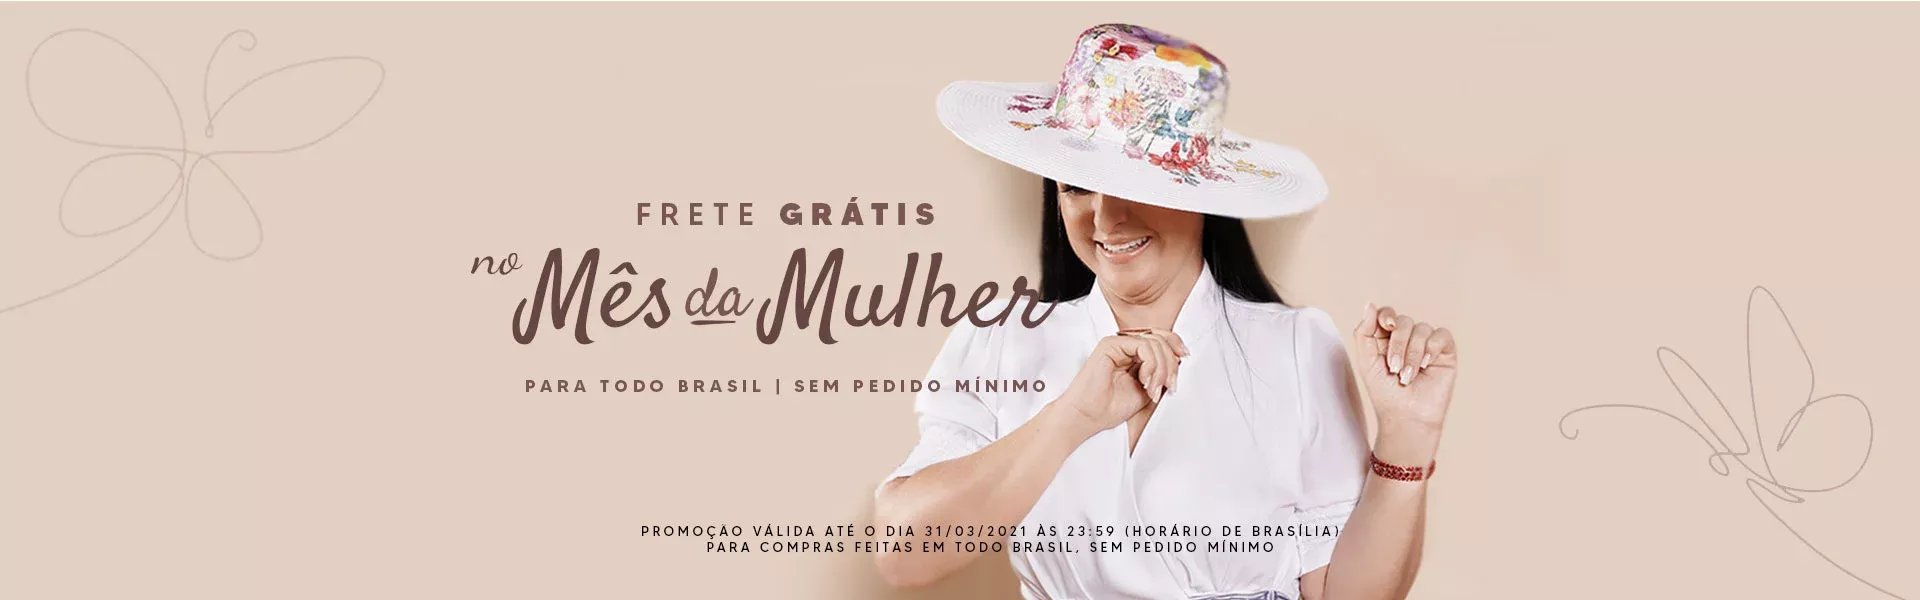 FRETE GRÁTIS
no Mês da Mulher
PARA TODO BRASIL | SEM PEDIDO MÍNIMO
PROMOÇÃO VÁLIDA ATÉ O DIA 31/03/2021 ÀS 23:59 (HORÁRIO DE BRASÍLIA)
PARA COMPRAS FEITAS EM TODO BRASIL, SEM PEDIDO MÍNIMO